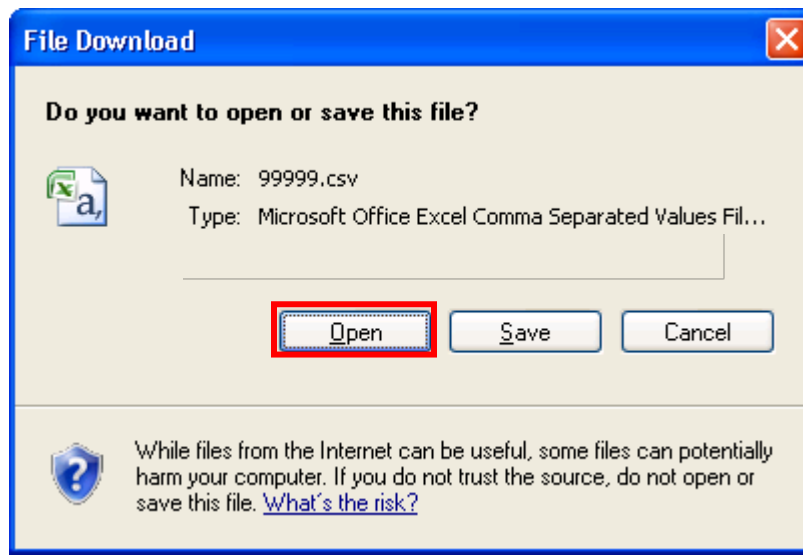 File Download
Do you want to open or save this file?
a,
Name: 99999.csv
Type: Microsoft Office Excel Comma Separated Values Fil...
Open
Save
Cancel
While files from the Internet can be useful, some files can potentially
harm your computer. If you do not trust the source, do not open or
save this file. What's the risk?